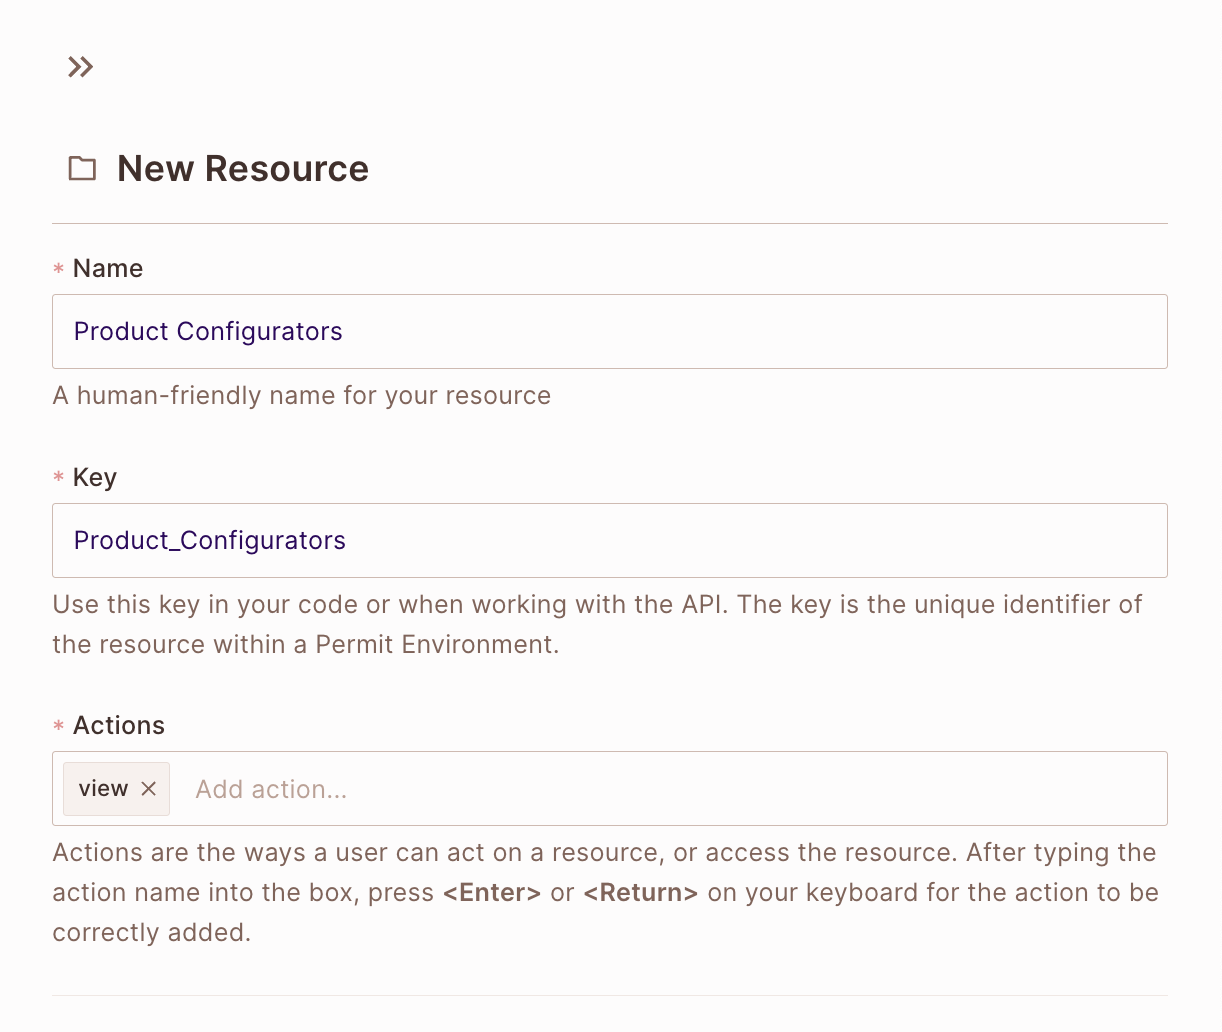 New Resource
* Name
Product Configurators
A human-friendly name for your resource
* Key
Product_Configurators
Use this key in your code or when working with the API. The key is the unique identifier of
the resource within a Permit Environment.
* Actions
view Add action...
Actions are the ways a user can act on a resource, or access the resource. After typing the
action name into the box, press <Enter> or <Return> on your keyboard for the action to be
correctly added.